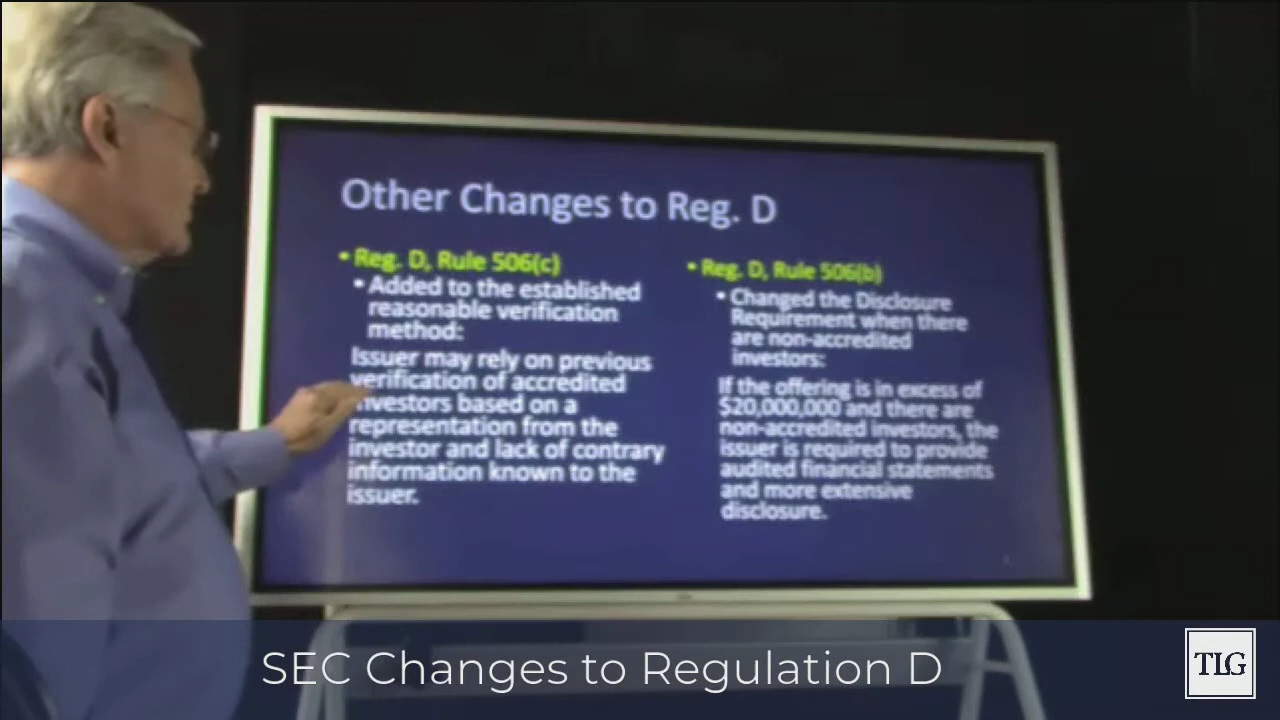 Other Changes to Reg. D
• Reg. D, Rule 506(c)
• Added to the established
reasonable verification
method:
Issuer may rely on previous
verification of accredited
investors based on a
representation from the
investor and lack of contrary
information known to the
issuer.
• Reg. D, Rule 506(b)
• Changed the Disclosure
Requirement when there
are non-accredited
investors:
If the offering is in excess of
$20,000,000 and there are
non-accredited investors, the
issuer is required to provide
audited financial statements
and more extensive
disclosure.
SEC Changes to Regulation D
TLG